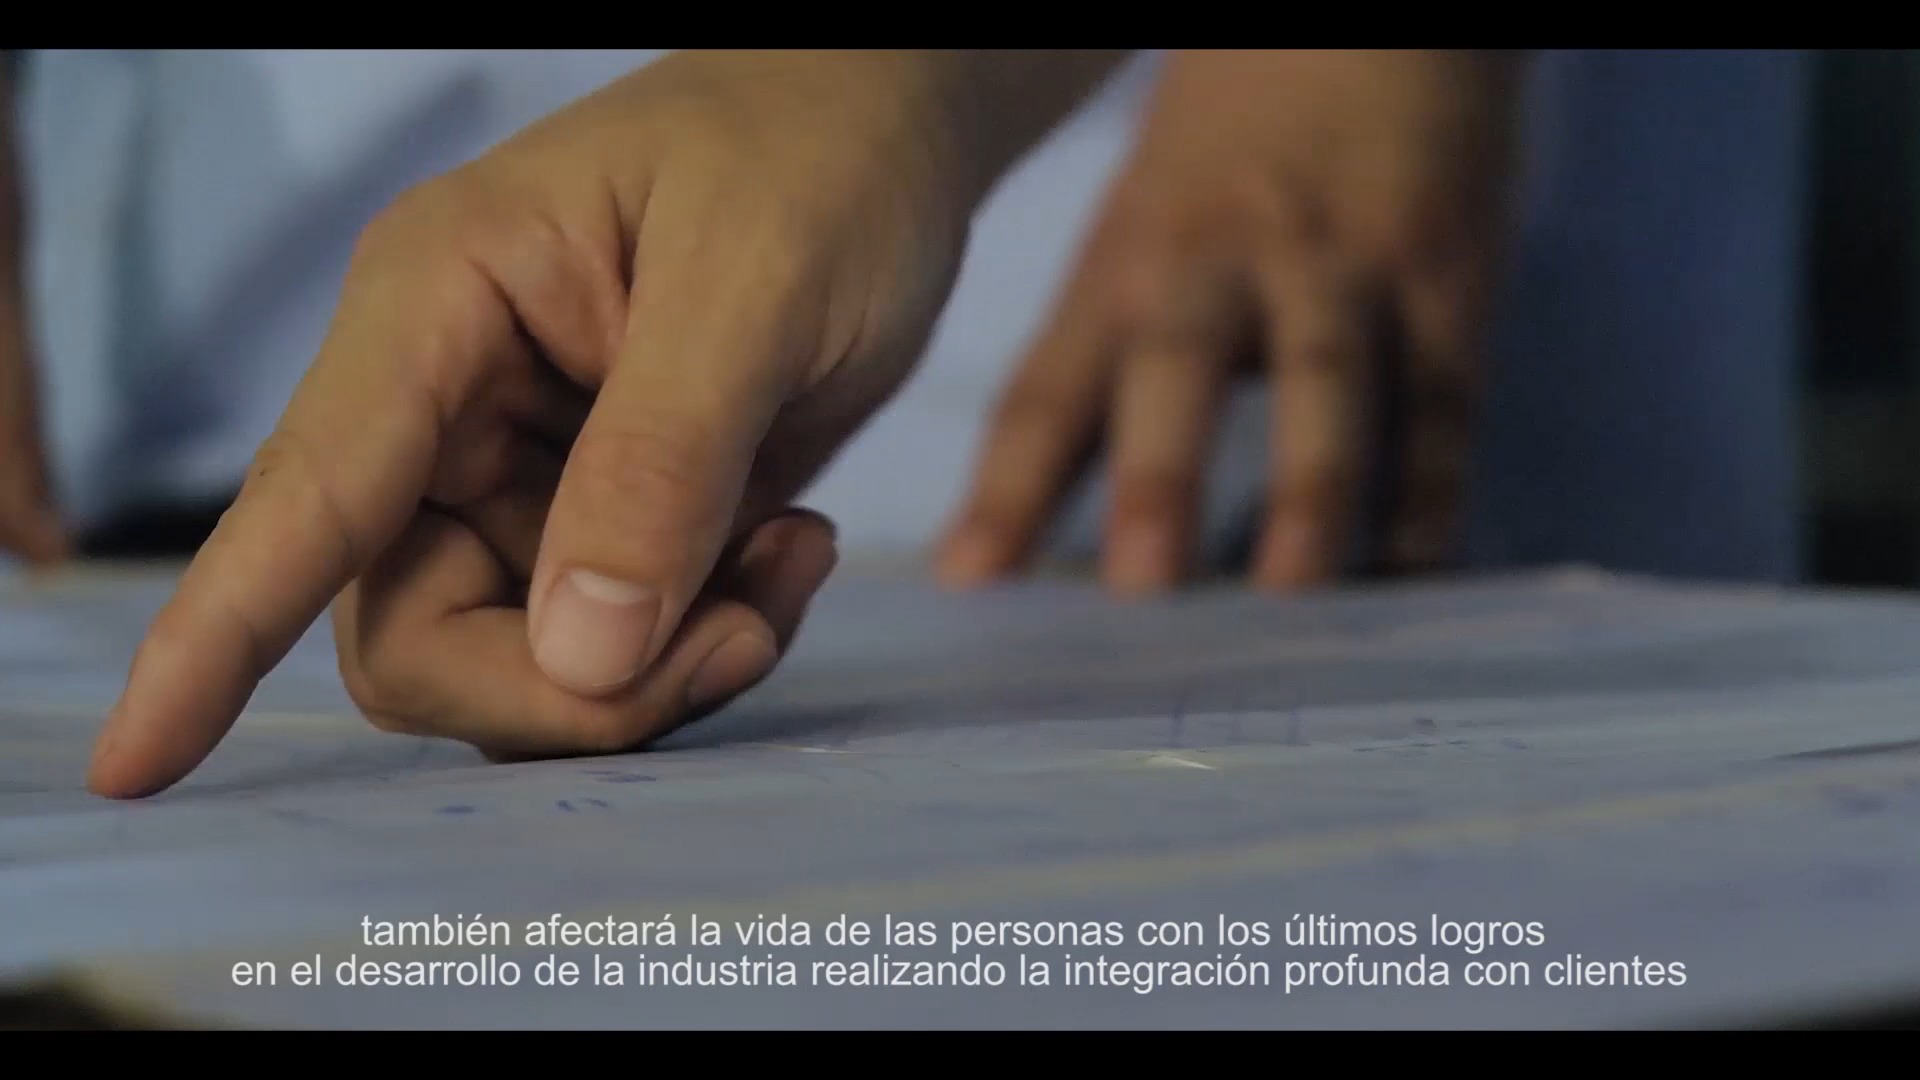 también afectará la vida de las personas con los últimos logros
en el desarrollo de la industria realizando la integración profunda con clientes